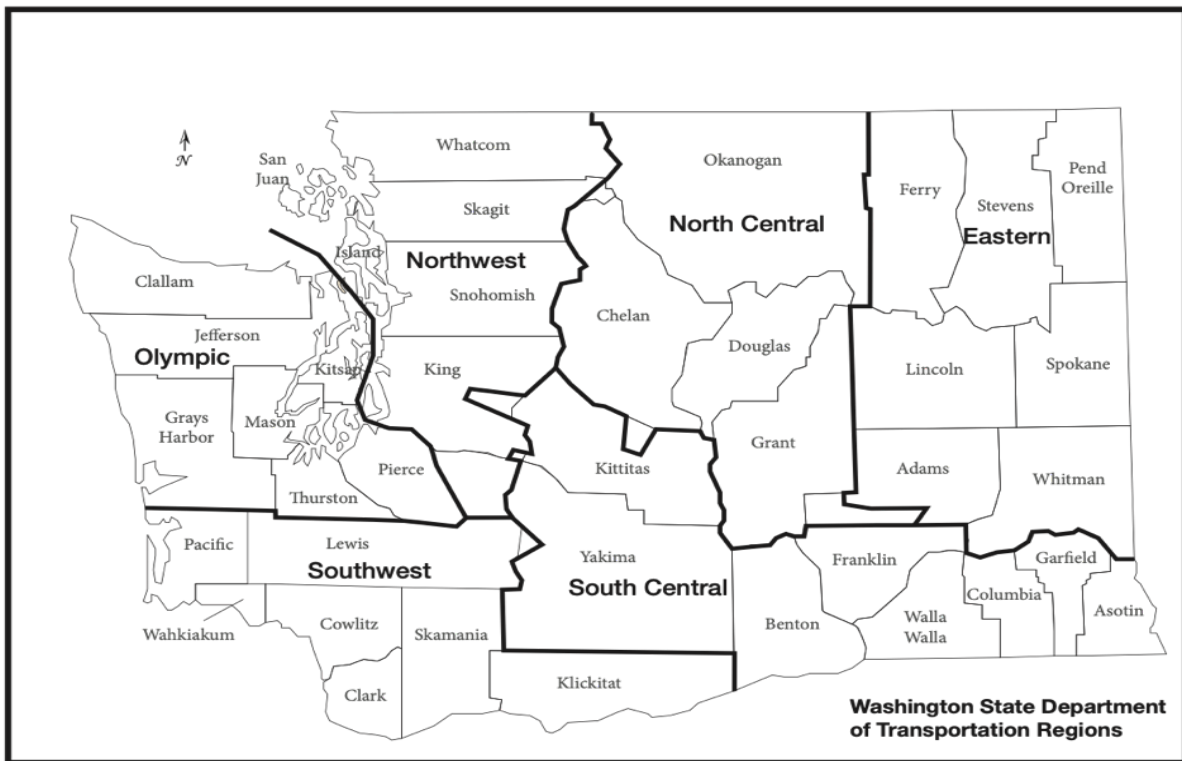 N
San
Juan
Whatcom
Okanogan
Ferry
Stevens
Pend
Oreille
Skagit
North Central
Eastern
Island
Northwest
Clallam
Snohomish
Jefferson
Olympic
Chelan
Douglas
Kitsap
King
Lincoln
Spokane
Grays
Harbor
Mason
Pierce
Kittitas
Grant
Adams
Whitman
Thurston
Pacific
Lewis
Southwest
Yakima
South Central
Franklin
Garfield
Columbia
Asotin
Wahkiakum
Cowlitz
Skamania
Benton
Walla
Walla
Clark
Klickitat
Washington State Department
of Transportation Regions